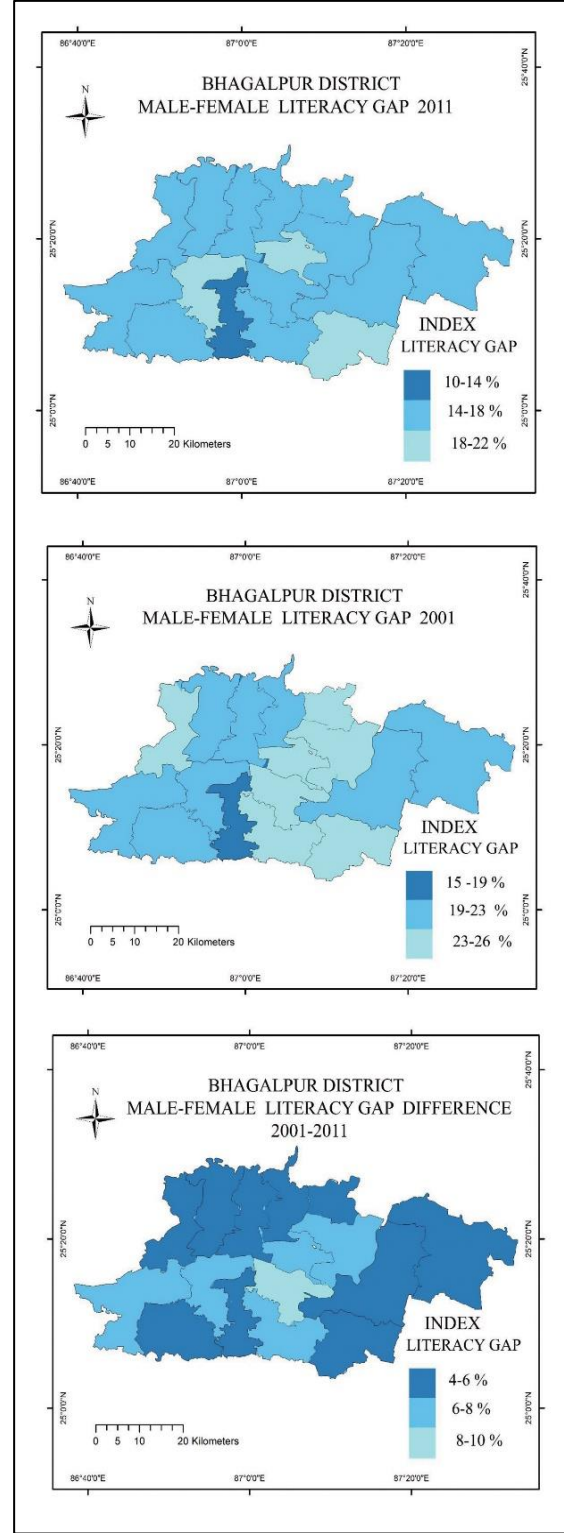 86°40'0"E 87°0'0"E 87°20'0"E
25°40'0"N
BHAGALPUR DISTRICT
MALE-FEMALE LITERACY GAP 2011
N
25°20'0"N 25°20'0"N
INDEX
LITERACY GAP
10-14 %
14-18 %
18-22 %
25°0'0"N 25°0'0"N
0 5 10 20 Kilometers
86°40'0"E 87°0'0"E 87°20'0"E
86°40'0"E 87°0'0"E 87°20'0"E
25°40'0"N
BHAGALPUR DISTRICT
MALE-FEMALE LITERACY GAP 2001
N
25°20'0"N 25°20'0"N
INDEX
LITERACY GAP
15 -19 %
19-23 %
23-26 %
25°0'0"N 25°0'0"N
0 5 10 20 Kilometers
86°40'0"E 87°0'0"E 87°20'0"E
86°40'0"E 87°0'0"E 87°20'0"E
25°40'0"N
BHAGALPUR DISTRICT
MALE-FEMALE LITERACY GAP DIFFERENCE
2001-2011
N
25°20'0"N 25°20'0"N
INDEX
LITERACY GAP
4-6 %
6-8 %
8-10 %
25°0'0"N 25°0'0"N
0 5 10 20 Kilometers
86°40'0"E 87°0'0"E 87°20'0"E